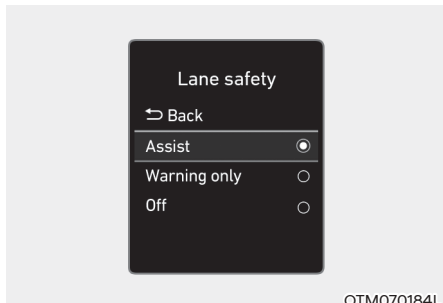 Lane safety
Back
Assist
Warning only
Off
OTM070184L